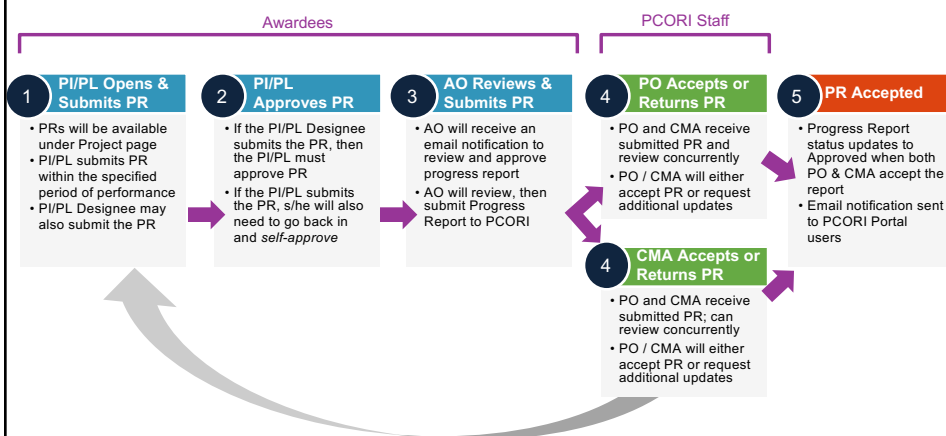 Awardees
PCORI Staff
1
PI/PL Opens &
Submits PR
• PRs will be available
under Project page
• PI/PL submits PR
within the specified
period of performance
• PI/PL Designee may
also submit the PR
2
PI/PL
Approves PR
• If the PI/PL Designee
submits the PR, then
the PI/PL must
approve PR
• If the PI/PL submits
the PR, s/he will also
need to go back in
and self-approve
3
AO Reviews &
Submits PR
• AO will receive an
email notification to
review and approve
progress report
• AO will review, then
submit Progress
Report to PCORI
4
PO Accepts or
Returns PR
• PO and CMA receive
submitted PR and
review concurrently
• PO / CMA will either
accept PR or request
additional updates
4
CMA Accepts or
Returns PR
• PO and CMA receive
submitted PR; can
review concurrently
• PO / CMA will either
accept PR or request
additional updates
5
PR Accepted
• Progress Report
status updates to
Approved when both
PO & CMA accept the
report
• Email notification sent
to PCORI Portal
users